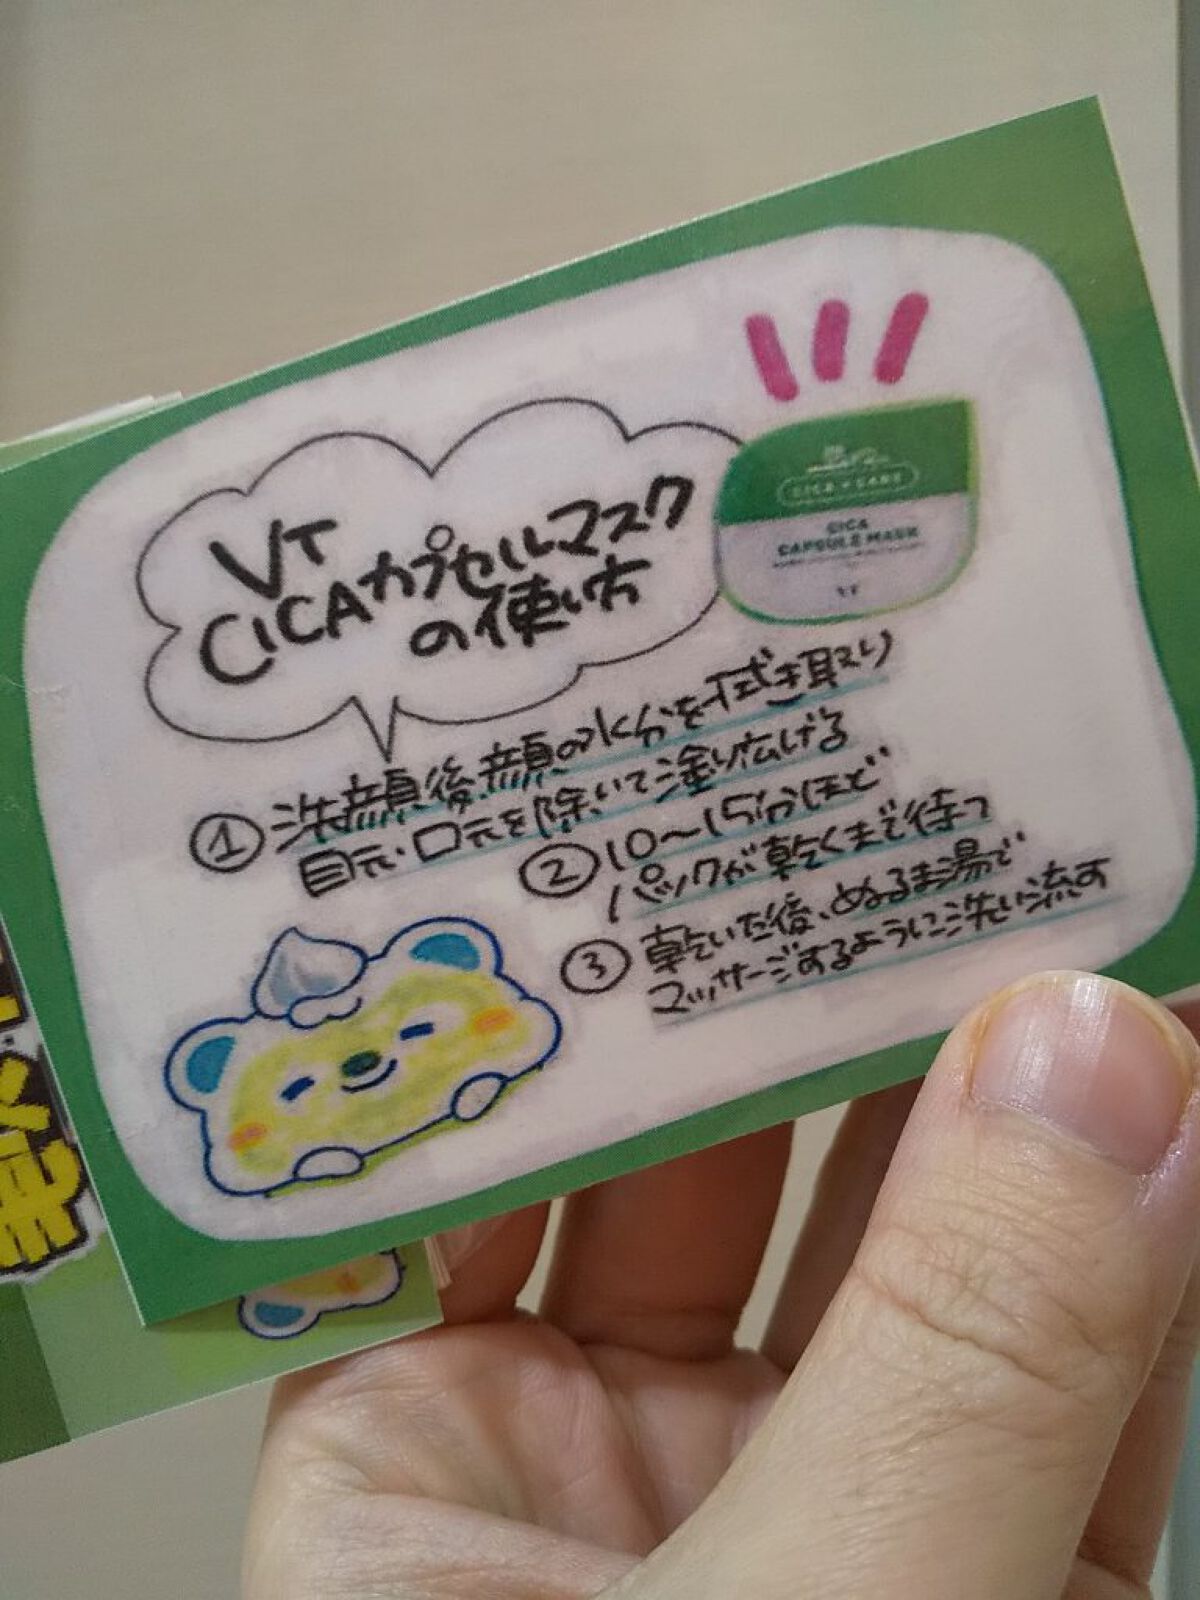 VT
CICAカプセルマスク
の使い方
CICA + CARE
CICA
CAPSULE MASK
VT
① 洗顔後、顔の水分を拭き取り
目元・口元を除いて塗り広げる
② 10〜15分ほど
パックが乾くまで待つ
③ 乾いた後、ぬるま湯で
マッサージするように洗い流す